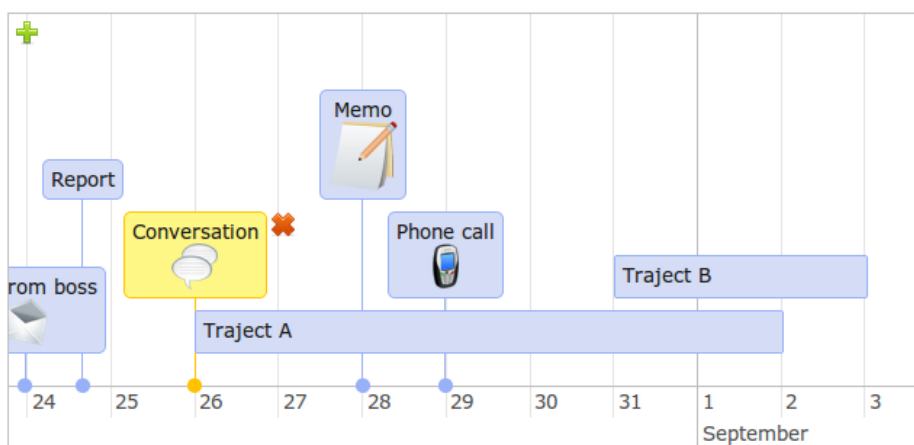 Memo
Report
Conversation
Phone call
Traject B
rom boss
Traject A
24 25 26 27 28 29 30 31 1 2 3
September